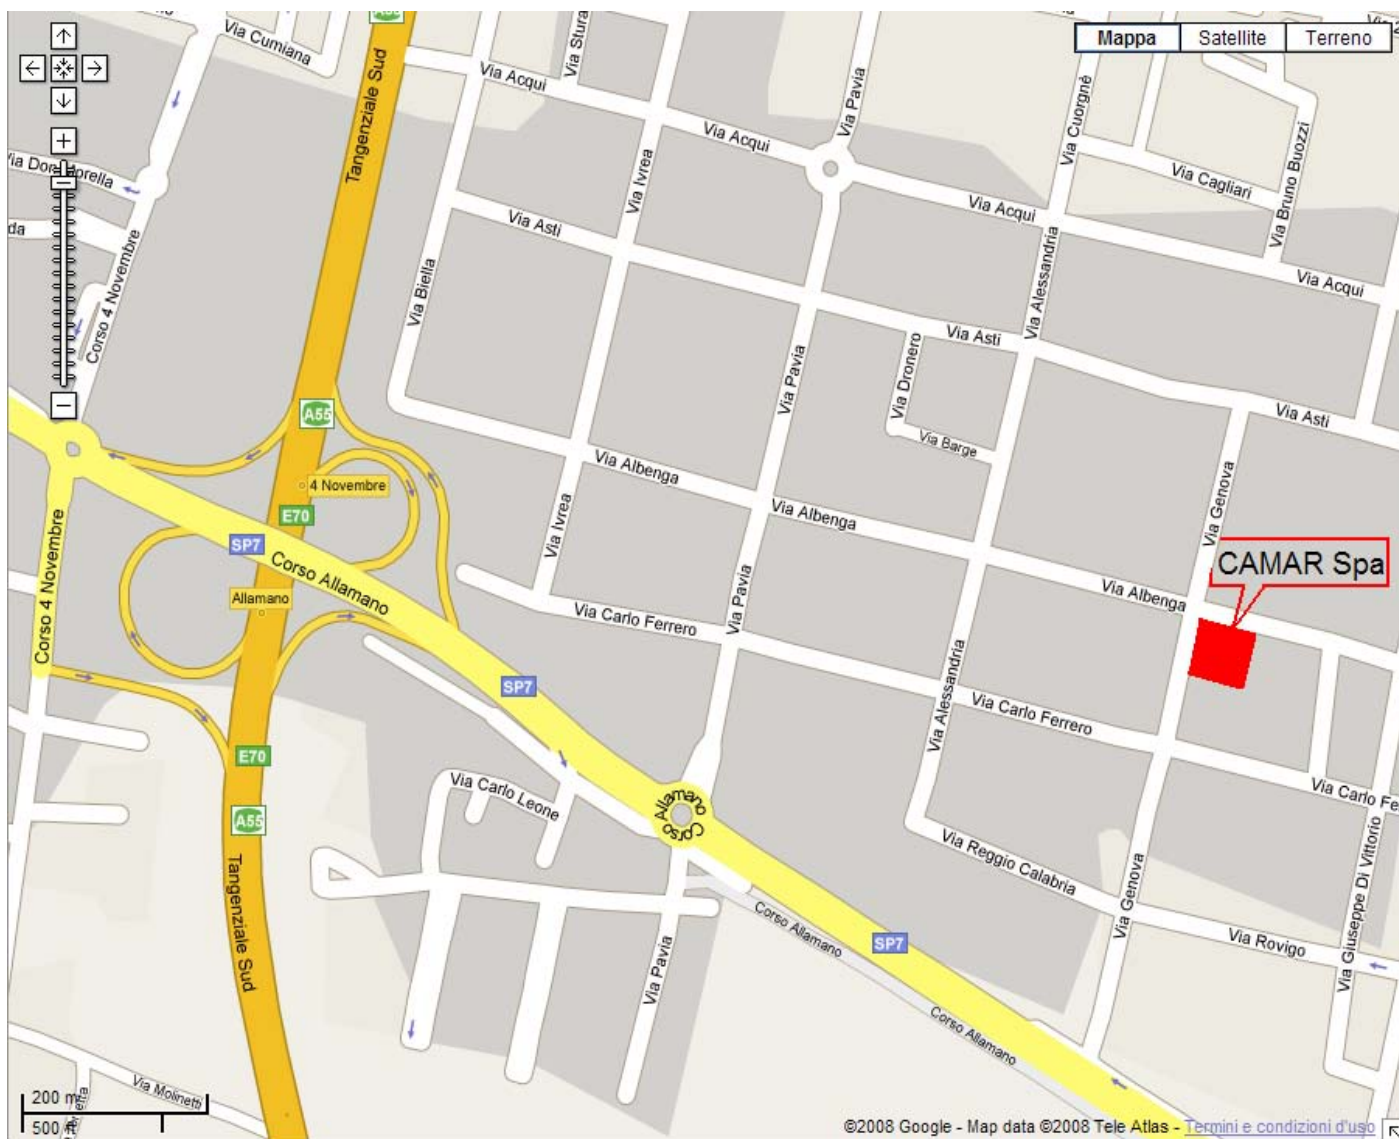 A55
Via Cumiana
Via Stura
Mappa
Satellite
Terreno
Tangenziale Sud
Via Acqui
Via Pavia
Via Cuorgnè
Via Bruno Buozzi
Via Acqui
Via Ivrea
Via Cagliari
Via Acqui
Via Asti
Via Alessandria
Corso 4 Novembre
Via Biella
Via Acqui
Via Asti
Via Pavia
Via Dronero
Via Asti
A55
Via Barge
Via Albenga
Via Genova
4 Novembre
Via Albenga
E70
Via Ivrea
SP7
Corso 4 Novembre
Corso Allamano
CAMAR Spa
Allamano
Via Pavia
Via Albenga
Via Carlo Ferrero
SP7
Via Alessandria
Via Carlo Ferrero
E70
Via Carlo Leone
Via Carlo Fe
A55
Corso Allamano
Via Reggio Calabria
Via Genova
Via Giuseppe Di Vittorio
Tangenziale Sud
Corso Allamano
SP7
Via Rovigo
Via Pavia
Corso Allamano
Via Molinetti
200 m
500 ft
©2008 Google - Map data ©2008 Tele Atlas - Termini e condizioni d'uso